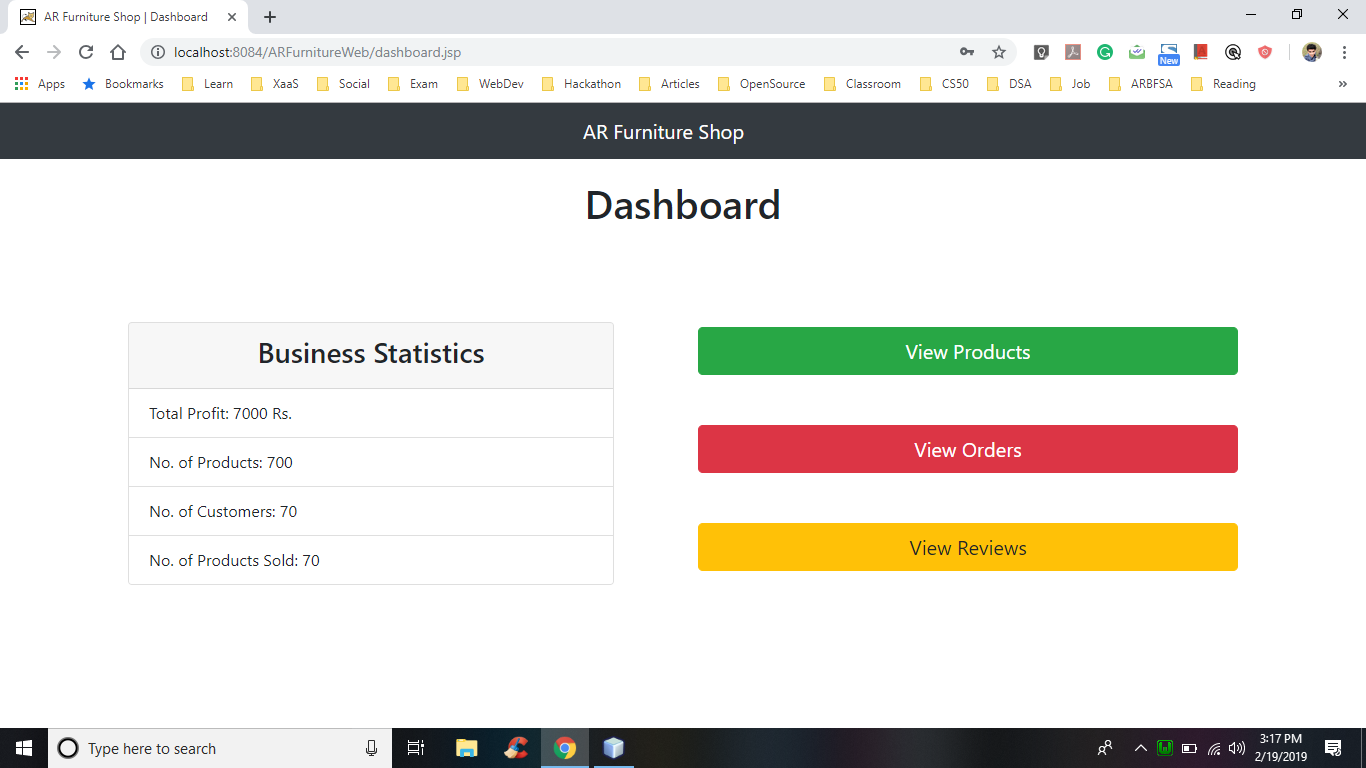 AR Furniture Shop | Dashboard
localhost:8084/ARFurnitureWeb/dashboard.jsp
New
Apps Bookmarks Learn XaaS Social Exam WebDev Hackathon Articles OpenSource Classroom CS50 DSA Job ARBFSA Reading »
AR Furniture Shop
Dashboard
Business Statistics
Total Profit: 7000 Rs.
No. of Products: 700
No. of Customers: 70
No. of Products Sold: 70
View Products
View Orders
View Reviews
Type here to search
3:17 PM
2/19/2019